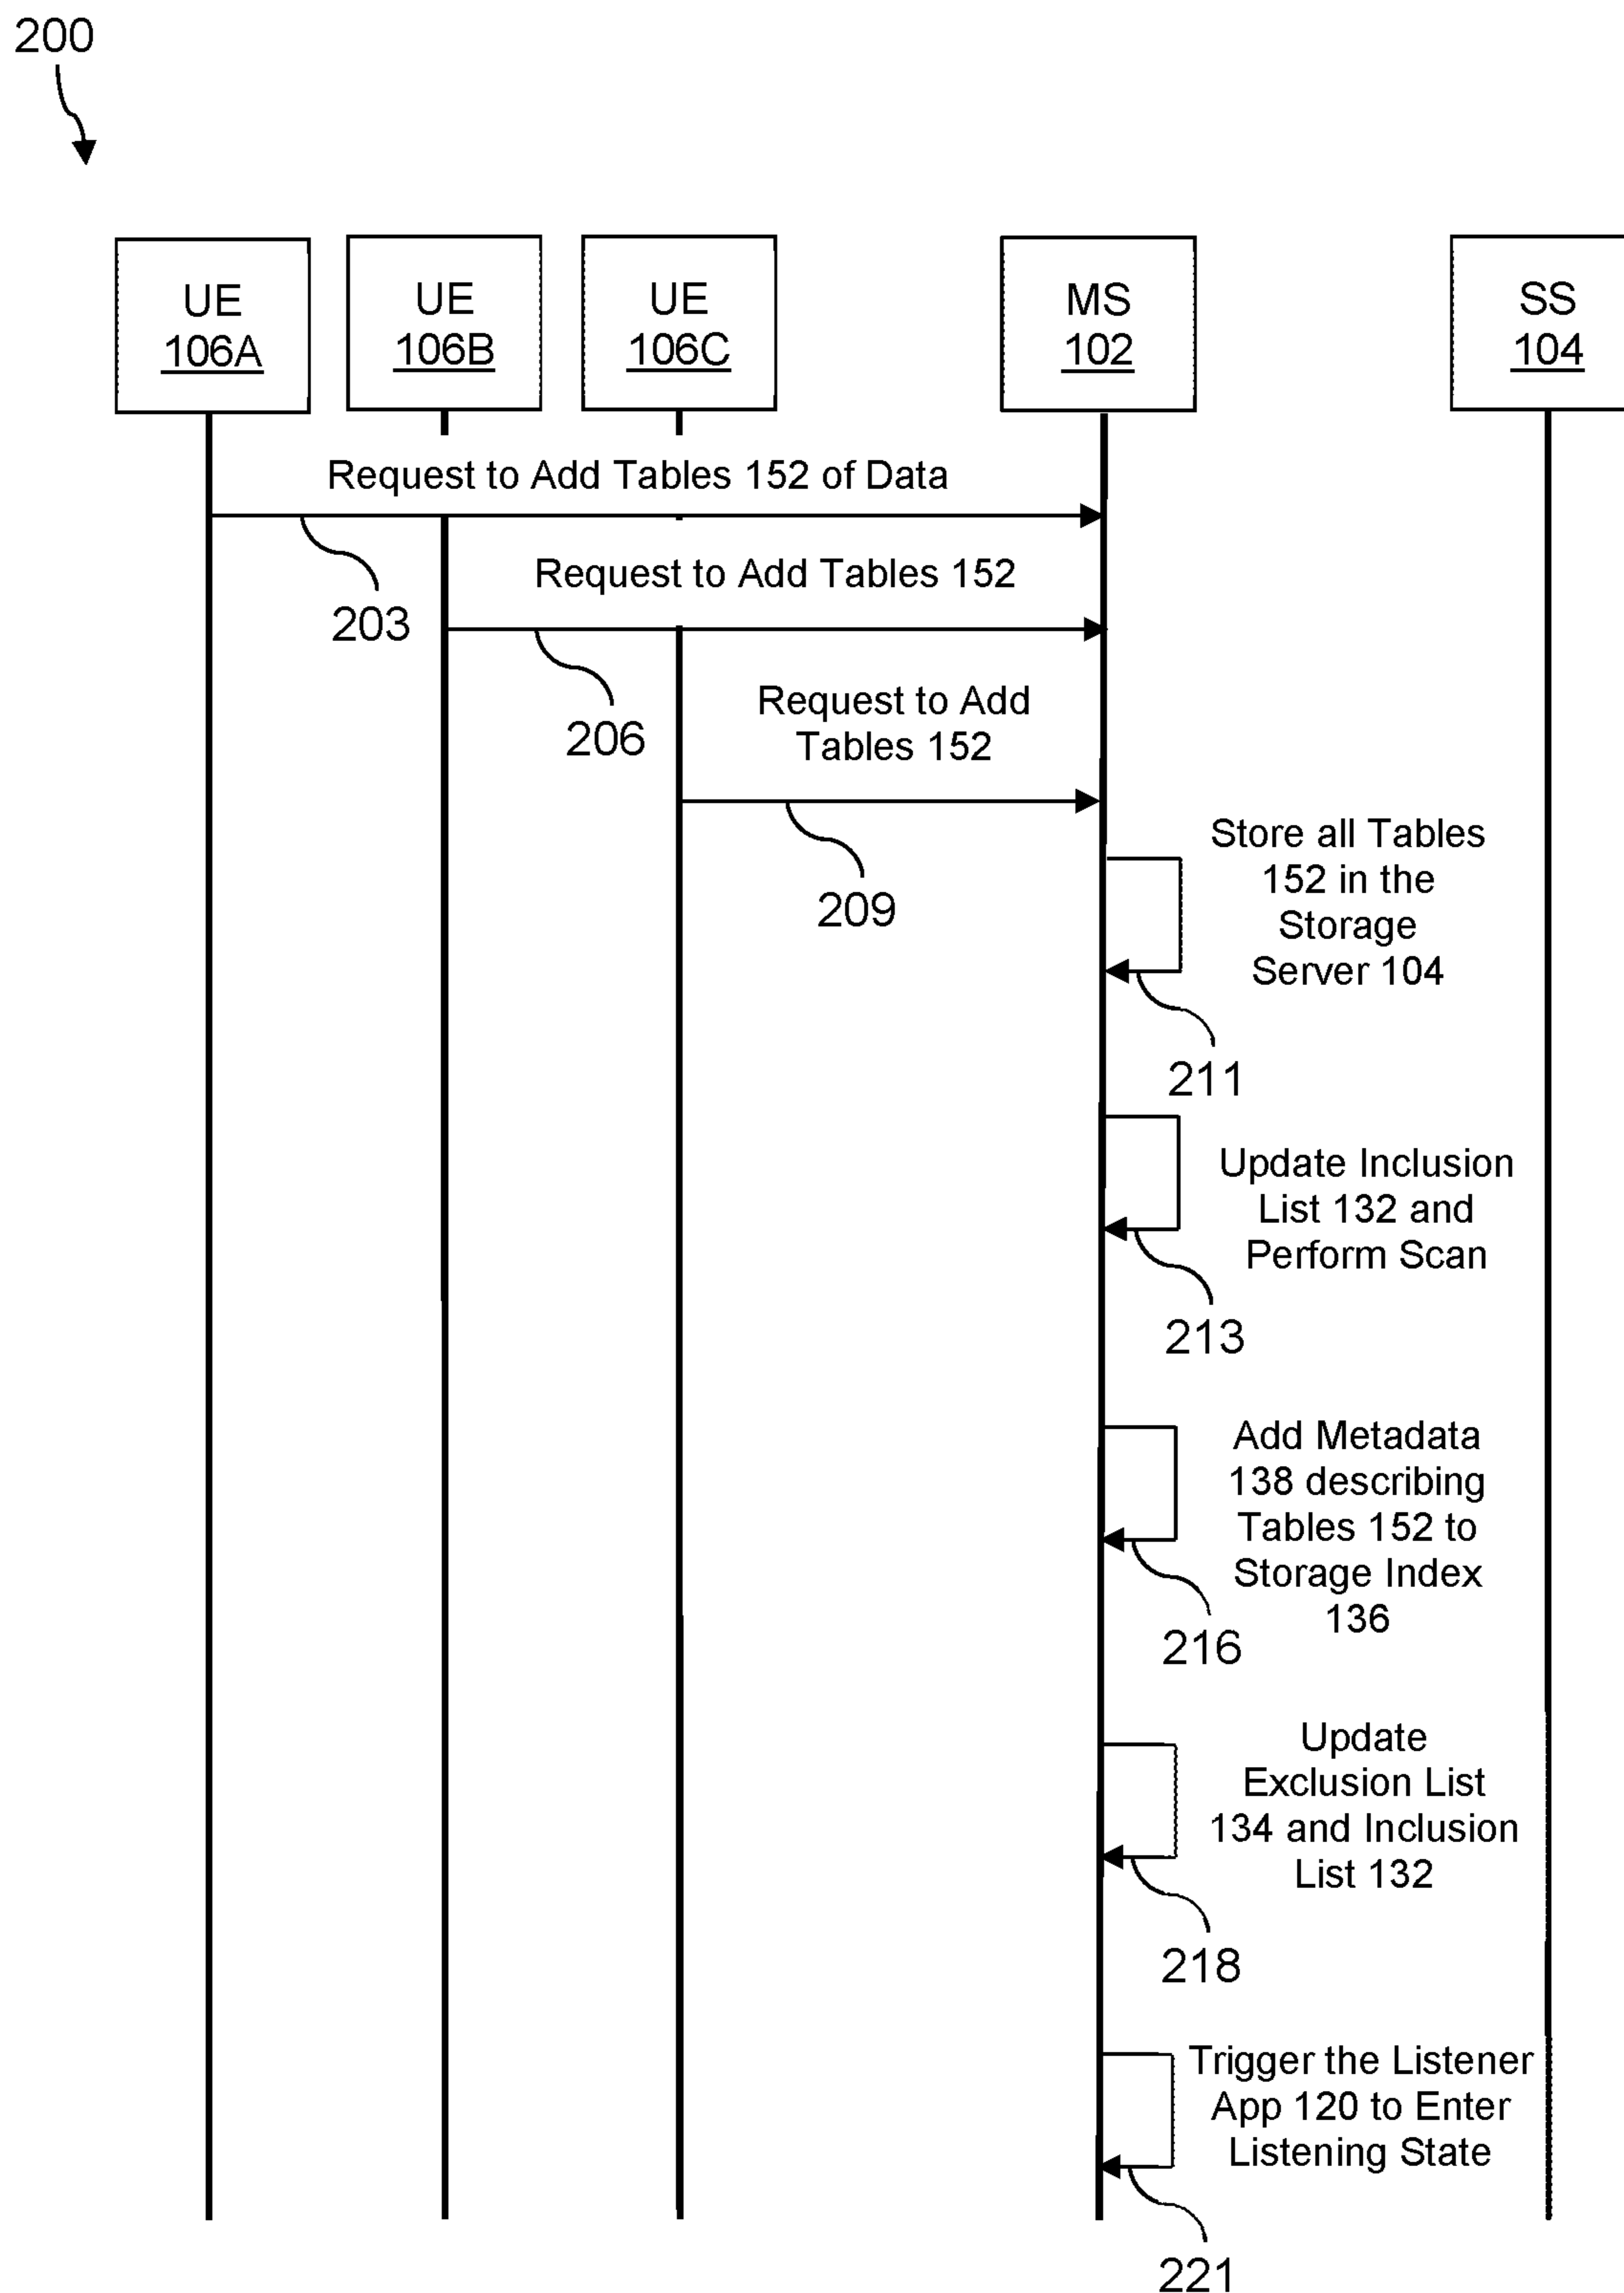 200
UE
106A
UE
106B
UE
106C
MS
102
SS
104
Request to Add Tables 152 of Data
203
Request to Add Tables 152
206
Request to Add
Tables 152
209
Store all Tables
152 in the
Storage
Server 104
211
Update Inclusion
List 132 and
Perform Scan
213
Add Metadata
138 describing
Tables 152 to
Storage Index
136
216
Update
Exclusion List
134 and Inclusion
List 132
218
Trigger the Listener
App 120 to Enter
Listening State
221